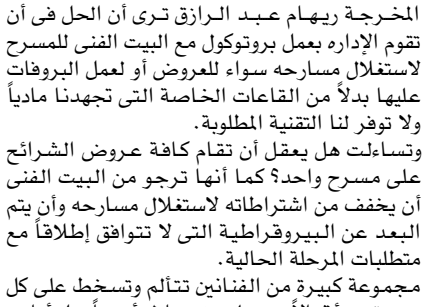 المخرجة ريهام عبد الرازق ترى أن الحل فى أن
تقوم الإداره بعمل بروتوكول مع البيت الفنى للمسرح
لاستغلال مسارحه سواء للعروض أو لعمل البروفات
عليها بدلاً من القاعات الخاصة التى تجهدنا مادياً
ولا توفر لنا التقنية المطلوبة.
وتساءلت هل يعقل أن تقام كافة عروض الشرائح
على مسرح واحد؟ كما أنها ترجو من البيت الفنى
أن يخفف من اشتراطاته لاستغلال مسارحه وأن يتم
البعد عن البيروقراطية التى لا تتوافق إطلاقاً مع
متطلبات المرحلة الحالية.
مجموعة كبيرة من الفنانين تتألم وتسخط على كل